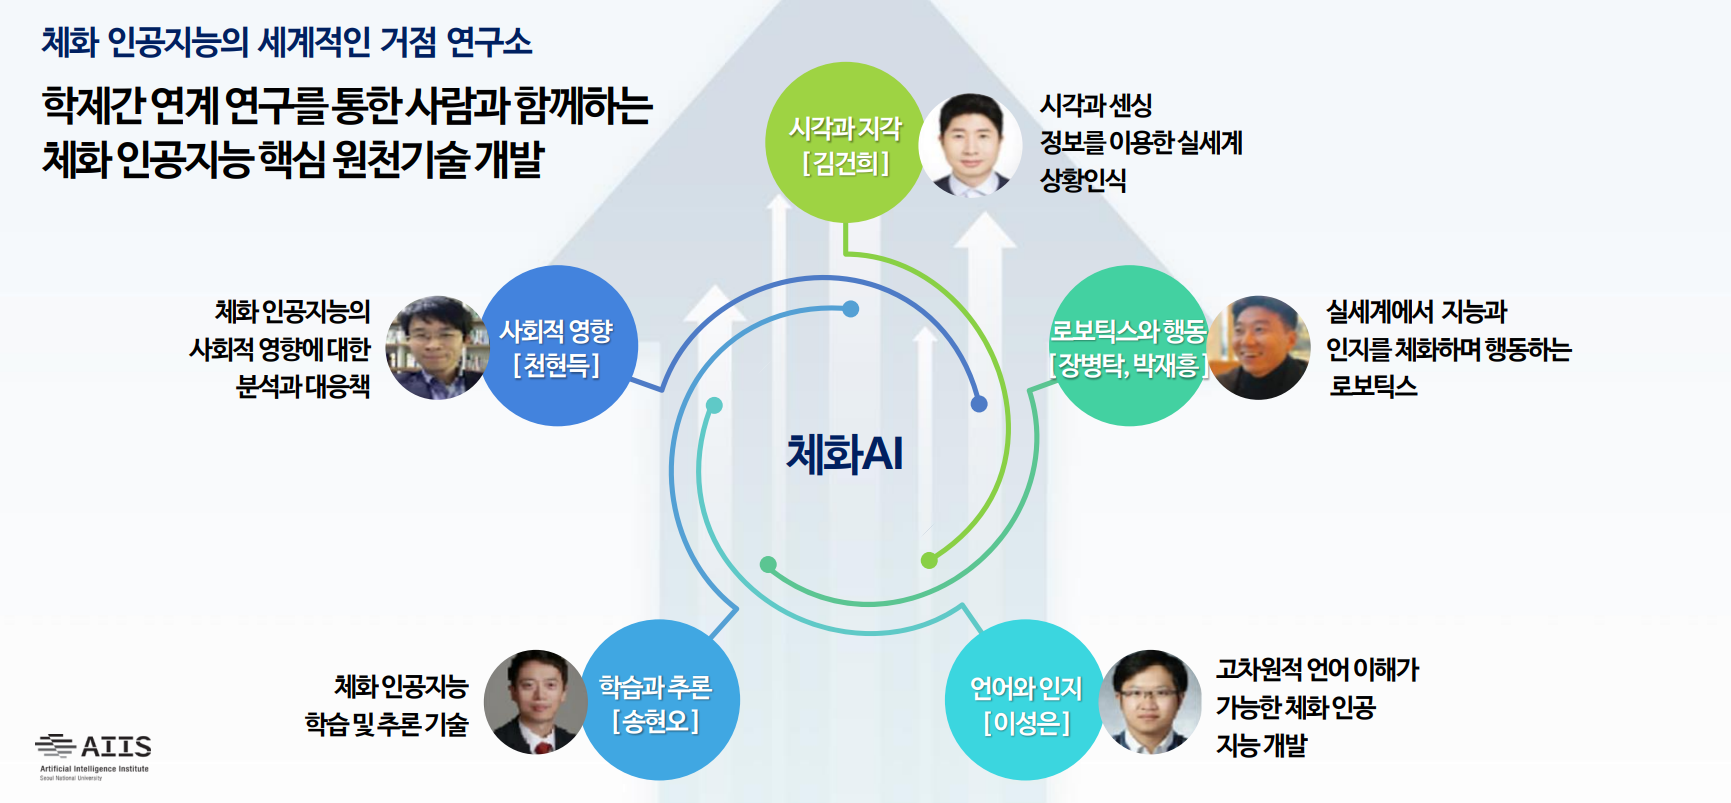 체화 인공지능의 세계적인 거점 연구소
학제간 연계 연구를 통한 사람과 함께하는
체화 인공지능 핵심 원천기술 개발
시각과 지각
[김건희]
시각과 센싱
정보를 이용한 실세계
상황인식
체화 인공지능의
사회적 영향에 대한
분석과 대응책
사회적 영향
[천현득]
로보틱스와 행동
[장병탁, 박재흥]
실세계에서 지능과
인지를 체화하며 행동하는
로보틱스
체화AI
체화 인공지능
학습 및 추론 기술
학습과 추론
[송현오]
언어와 인지
[이성은]
고차원적 언어 이해가
가능한 체화 인공
지능 개발
AIIS
Artificial Intelligence Institute
Seoul National University